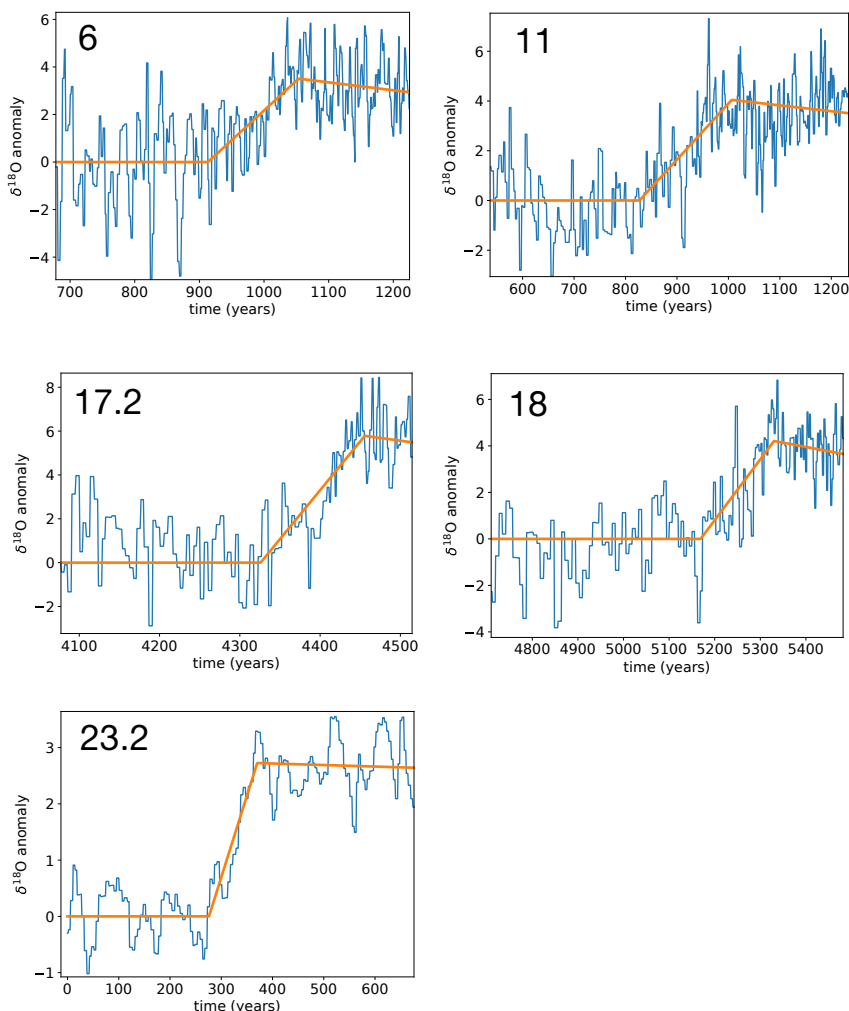 6
6
4
2
0
−2
−4
δ18O anomaly
700 800 900 1000 1100 1200
time (years)
11
6
4
2
0
−2
δ18O anomaly
600 700 800 900 1000 1100 1200
time (years)
17.2
8
6
4
2
0
−2
δ18O anomaly
4100 4200 4300 4400 4500
time (years)
18
6
4
2
0
−2
−4
δ18O anomaly
4800 4900 5000 5100 5200 5300 5400
time (years)
23.2
3
2
1
0
−1
δ18O anomaly
0 100 200 300 400 500 600
time (years)